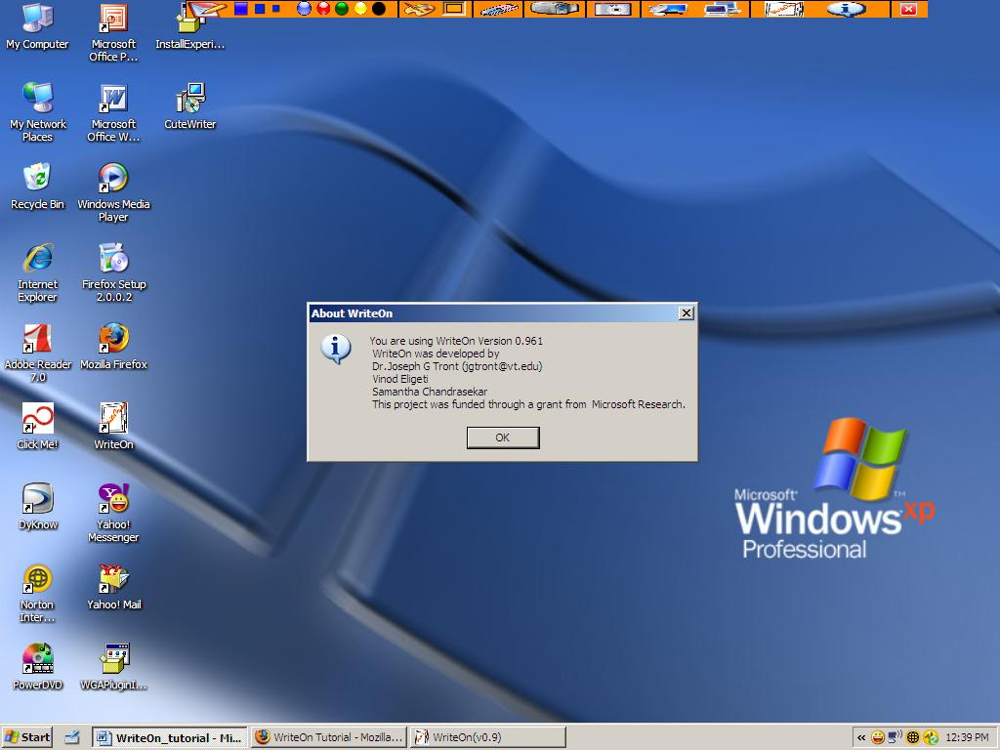 My Computer
Microsoft
Office P...
InstallExperi...
My Network
Places
Microsoft
Office W...
CuteWriter
Recycle Bin
Windows Media
Player
Internet
Explorer
Firefox Setup
2.0.0.2
Adobe Reader
7.0
Mozilla Firefox
Click Me!
WriteOn
DyKnow
Yahoo!
Messenger
Norton
Inter...
Yahoo! Mail
PowerDVD
WGAPluginI...
About WriteOn
You are using WriteOn Version 0.961
WriteOn was developed by
Dr.Joseph G Tront (jgtront@vt.edu)
Vinod Eligeti
Samantha Chandrasekar
This project was funded through a grant from Microsoft Research.
OK
Microsoft
Windows xp
TM
Professional
Start
WriteOn_tutorial - Mi...
WriteOn Tutorial - Mozilla...
WriteOn(v0.9)
12:39 PM